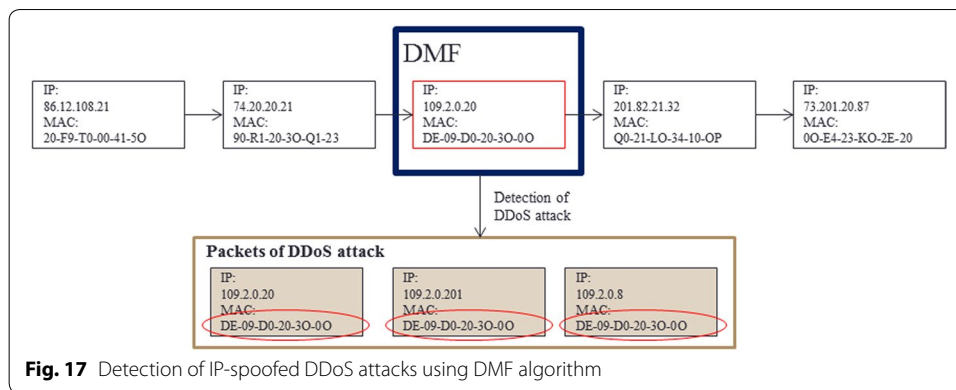 DMF
IP:
86.12.108.21
MAC:
20-F9-T0-00-41-5O
IP:
74.20.20.21
MAC:
90-R1-20-3O-Q1-23
IP:
109.2.0.20
MAC:
DE-09-D0-20-3O-0O
IP:
201.82.21.32
MAC:
Q0-21-LO-34-10-OP
IP:
73.201.20.87
MAC:
0O-E4-23-KO-2E-20
Detection of
DDoS attack
Packets of DDoS attack
IP:
109.2.0.20
MAC:
DE-09-D0-20-3O-0O
IP:
109.2.0.201
MAC:
DE-09-D0-20-3O-0O
IP:
109.2.0.8
MAC:
DE-09-D0-20-3O-0O
Fig. 17 Detection of IP-spoofed DDoS attacks using DMF algorithm